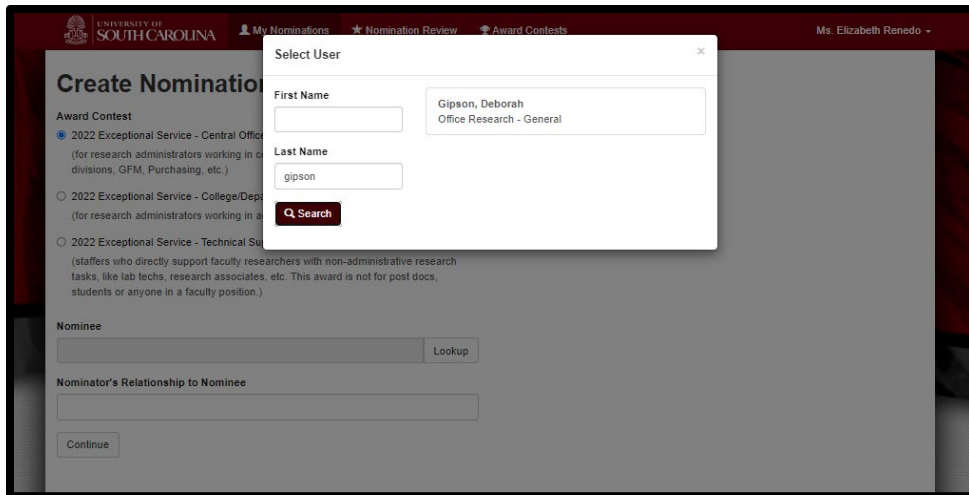 UNIVERSITY OF
SOUTH CAROLINA
My Nominations
Nomination Review
Award Contests
Ms. Elizabeth Renedo
Select User
×
First Name
Gipson, Deborah
Office Research - General
Last Name
gipson
Search
Create Nomination
Award Contest
2022 Exceptional Service - Central Office
(for research administrators working in
divisions, GFM, Purchasing, etc.)
2022 Exceptional Service - College/
(for research administrators working in
2022 Exceptional Service - Technical
(staffers who directly support faculty researchers with non-administrative research
tasks, like lab techs, research associates, etc. This award is not for post docs,
students or anyone in a faculty position.)
Nominee
Lookup
Nominator's Relationship to Nominee
Continue